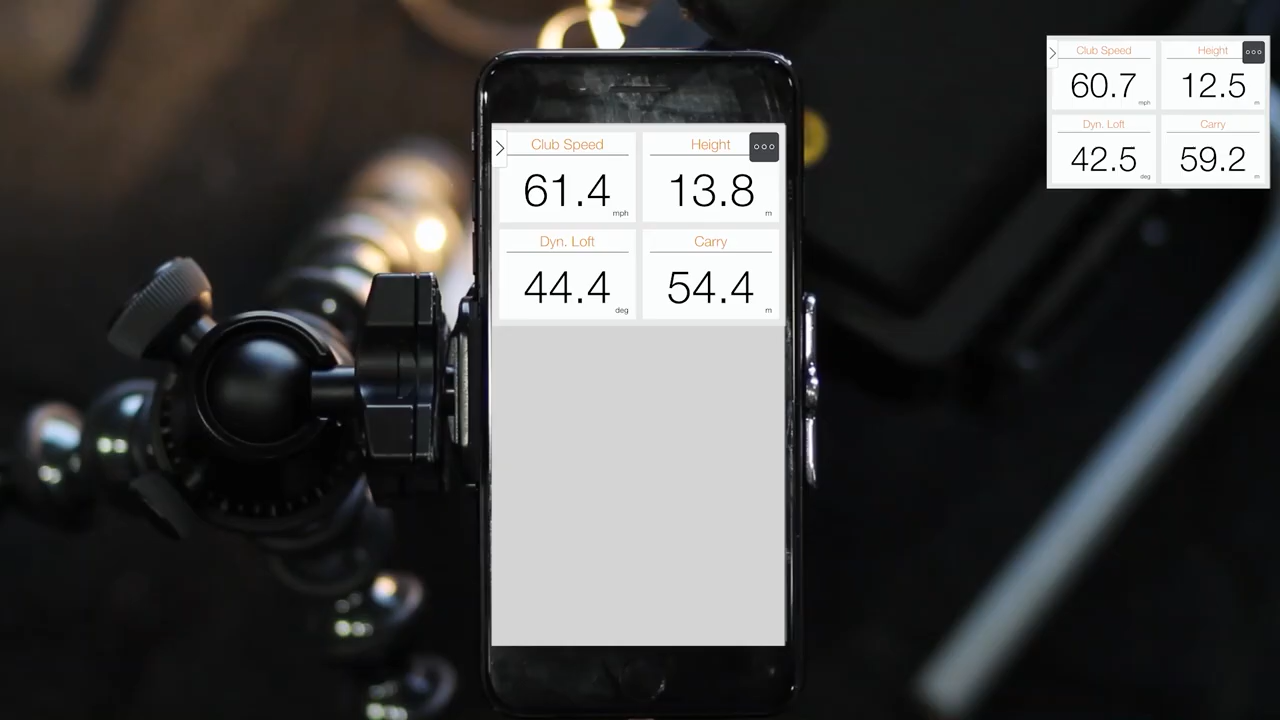 Club Speed Height
61.4 mph 13.8 m
Dyn. Loft Carry
44.4 deg 54.4 m
Club Speed Height
60.7 mph 12.5 m
Dyn. Loft Carry
42.5 deg 59.2 m